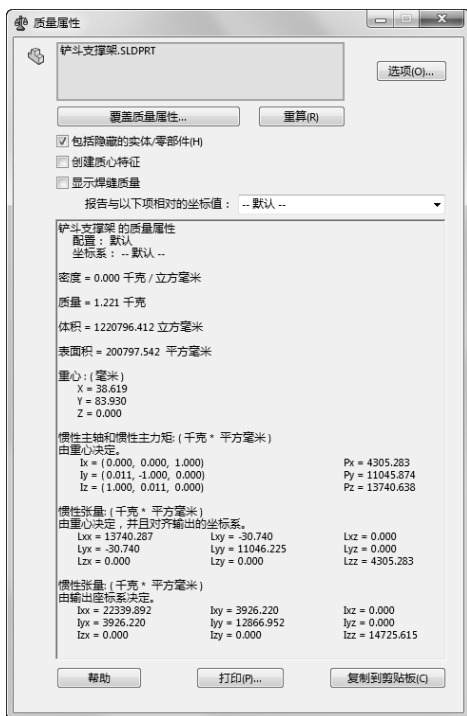 质量属性
铲斗支撑架.SLDPRT
选项(O)...
覆盖质量属性... 重算(R)
包括隐藏的实体/零部件(H)
创建质心特征
显示焊缝质量
报告与以下项相对的坐标值： -- 默认 --
铲斗支撑架 的质量属性
配置： 默认
坐标系： -- 默认 --
密度 = 0.000 千克 / 立方毫米
质量 = 1.221 千克
体积 = 1220796.412 立方毫米
表面积 = 200797.542 平方毫米
重心 : ( 毫米 )
X = 38.619
Y = 83.930
Z = 0.000
惯性主轴和惯性主力矩: ( 千克 * 平方毫米 )
由重心决定。
Ix = ( 0.000, 0.000, 1.000) Px = 4305.283
Iy = ( 0.011, -1.000, 0.000) Py = 11045.874
Iz = ( 1.000, 0.011, 0.000) Pz = 13740.638
惯性张量: ( 千克 * 平方毫米 )
由重心决定，并且对齐输出的坐标系。
Lxx = 13740.287 Lxy = -30.740 Lxz = 0.000
Lyx = -30.740 Lyy = 11046.225 Lyz = 0.000
Lzx = 0.000 Lzy = 0.000 Lzz = 4305.283
惯性张量: ( 千克 * 平方毫米 )
由输出座标系决定。
Ixx = 22339.892 Ixy = 3926.220 Ixz = 0.000
Iyx = 3926.220 Iyy = 12866.952 Iyz = 0.000
Izx = 0.000 Izy = 0.000 Izz = 14725.615
帮助 打印(P)... 复制到剪贴板(C)